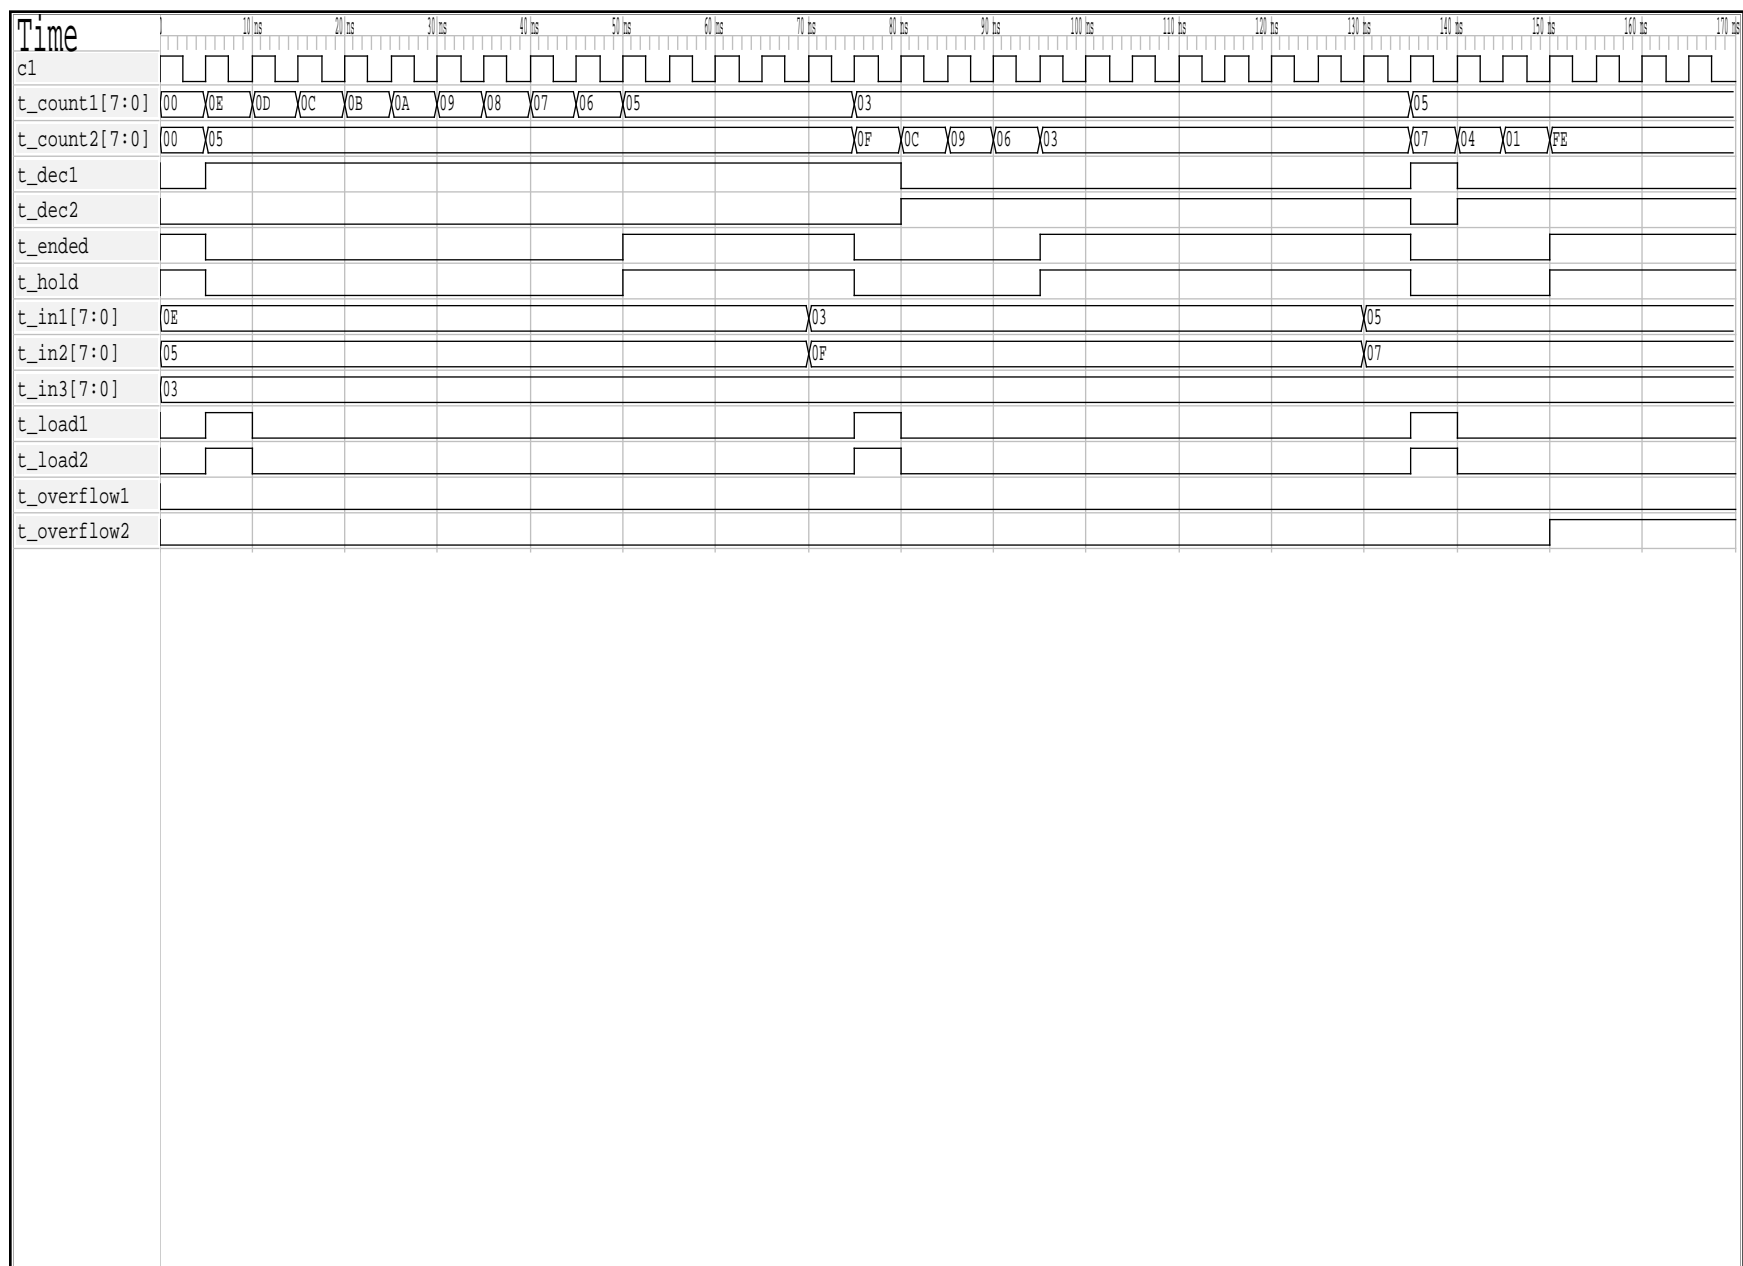 Time
0 10 ns 20 ns 30 ns 40 ns 50 ns 60 ns 70 ns 80 ns 90 ns 100 ns 110 ns 120 ns 130 ns 140 ns 150 ns 160 ns 170 ns
cl
t_count1[7:0] 00 0E 0D 0C 0B 0A 09 08 07 06 05 03 05
t_count2[7:0] 00 05 0F 0C 09 06 03 07 04 01 FE
t_dec1
t_dec2
t_ended
t_hold
t_in1[7:0] 0E 03 05
t_in2[7:0] 05 0F 07
t_in3[7:0] 03
t_load1
t_load2
t_overflow1
t_overflow2